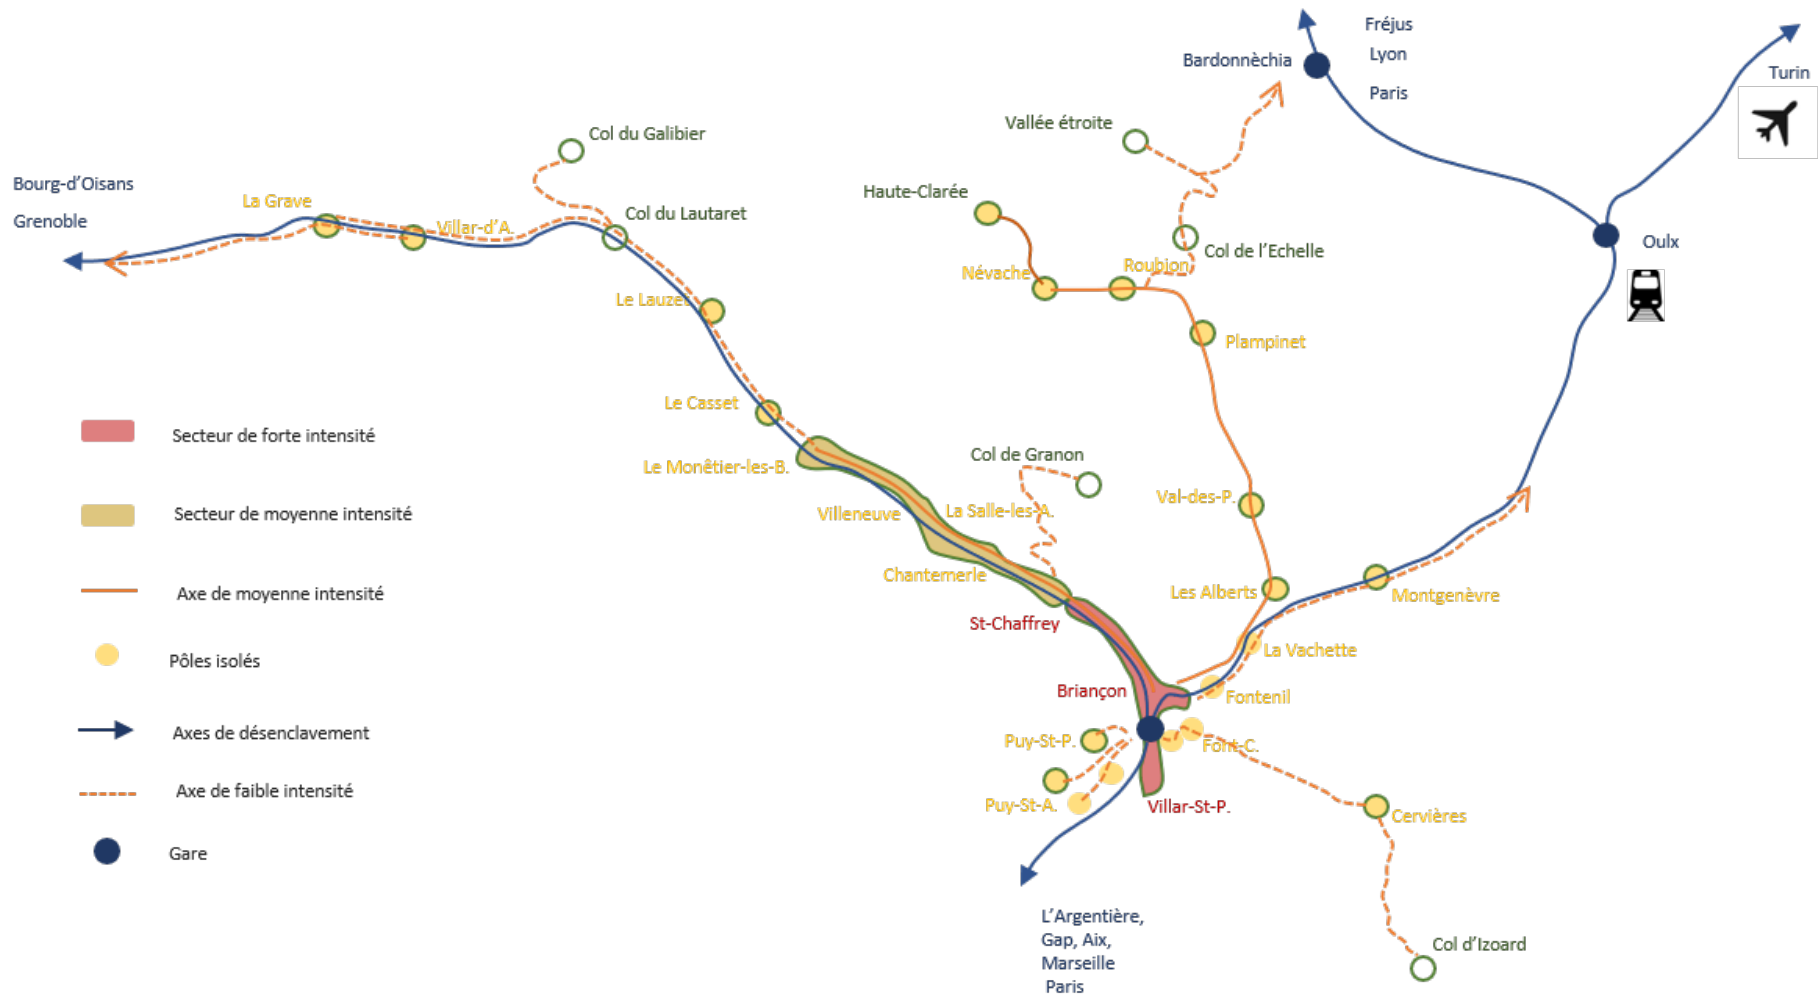 Fréjus
Lyon
Paris
Bardonnèchia
Turin
Vallée étroite
Col du Galibier
Bourg-d'Oisans
Grenoble
La Grave
Villar-d'A.
Col du Lautaret
Haute-Clarée
Oulx
Col de l'Echelle
Névache
Roubion
Le Lauzet
Plampinet
Le Casset
Secteur de forte intensité
Col de Granon
Le Monêtier-les-B.
Val-des-P.
Secteur de moyenne intensité
Villeneuve
La Salle-les-A.
Chantemerle
Axe de moyenne intensité
Les Alberts
Montgenèvre
St-Chaffrey
La Vachette
Pôles isolés
Briançon
Fontenil
Axes de désenclavement
Puy-St-P.
Font-C.
Axe de faible intensité
Puy-St-A.
Villar-St-P.
Cervières
Gare
L'Argentière,
Gap, Aix,
Marseille
Paris
Col d'Izoard